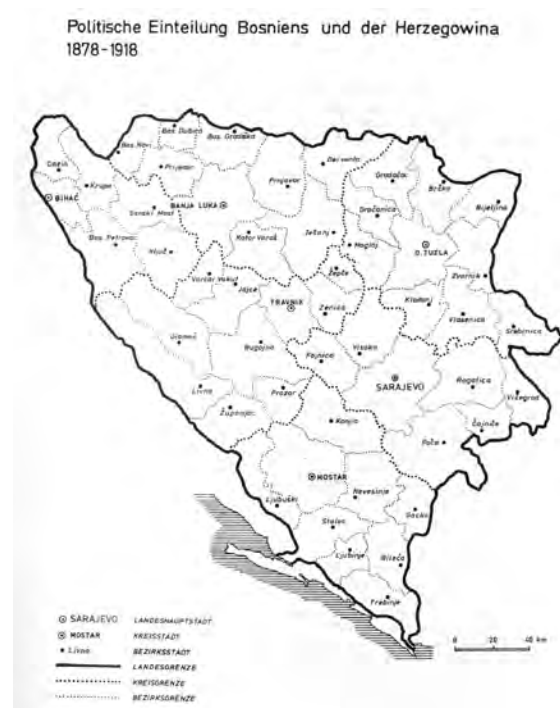 Politische Einteilung Bosniens und der Herzegowina
1878-1918
Bos. Dubica
Bos. Gradiška
Bos. Novi
Prijedor
Derventa
Cazin
Krupa
BIHAĆ
Prnjavor
Gradačac
Brčko
Bijeljina
BANJA LUKA
Sanski Most
Gračanica
Bos. Petrovac
Kotor Varoš
Tešanj
Maglaj
D. TUZLA
Ključ
Žepče
Zvornik
Varcar Vakuf
Jajce
TRAVNIK
Zenica
Kladanj
Vlasenica
Srebrenica
Bugojno
Fojnica
Visoko
SARAJEVO
Rogatica
Višegrad
Livno
Prozor
Županjac
Konjic
Foča
Čajniče
MOSTAR
Nevesinje
Ljubuški
Gacko
Stolac
Ljubinje
Bileća
Trebinje
SARAJEVO LANDESHAUPTSTADT
MOSTAR KREISSTADT
Livno BEZIRKSSTADT
LANDESGRENZE
KREISGRENZE
BEZIRKSGRENZE
0 20 40 km